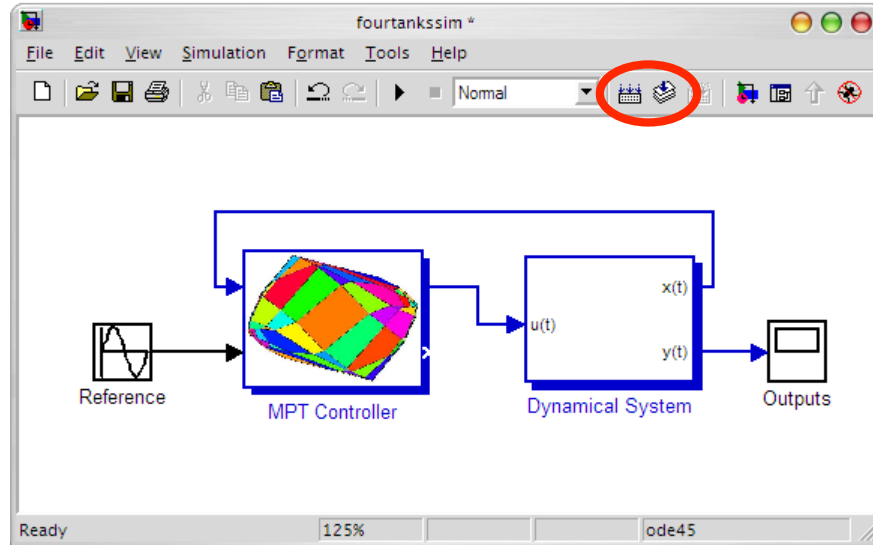 fourtankssim *
File Edit View Simulation Format Tools Help
Normal
x(t)
u(t)
y(t)
Reference
MPT Controller
Dynamical System
Outputs
Ready 125% ode45